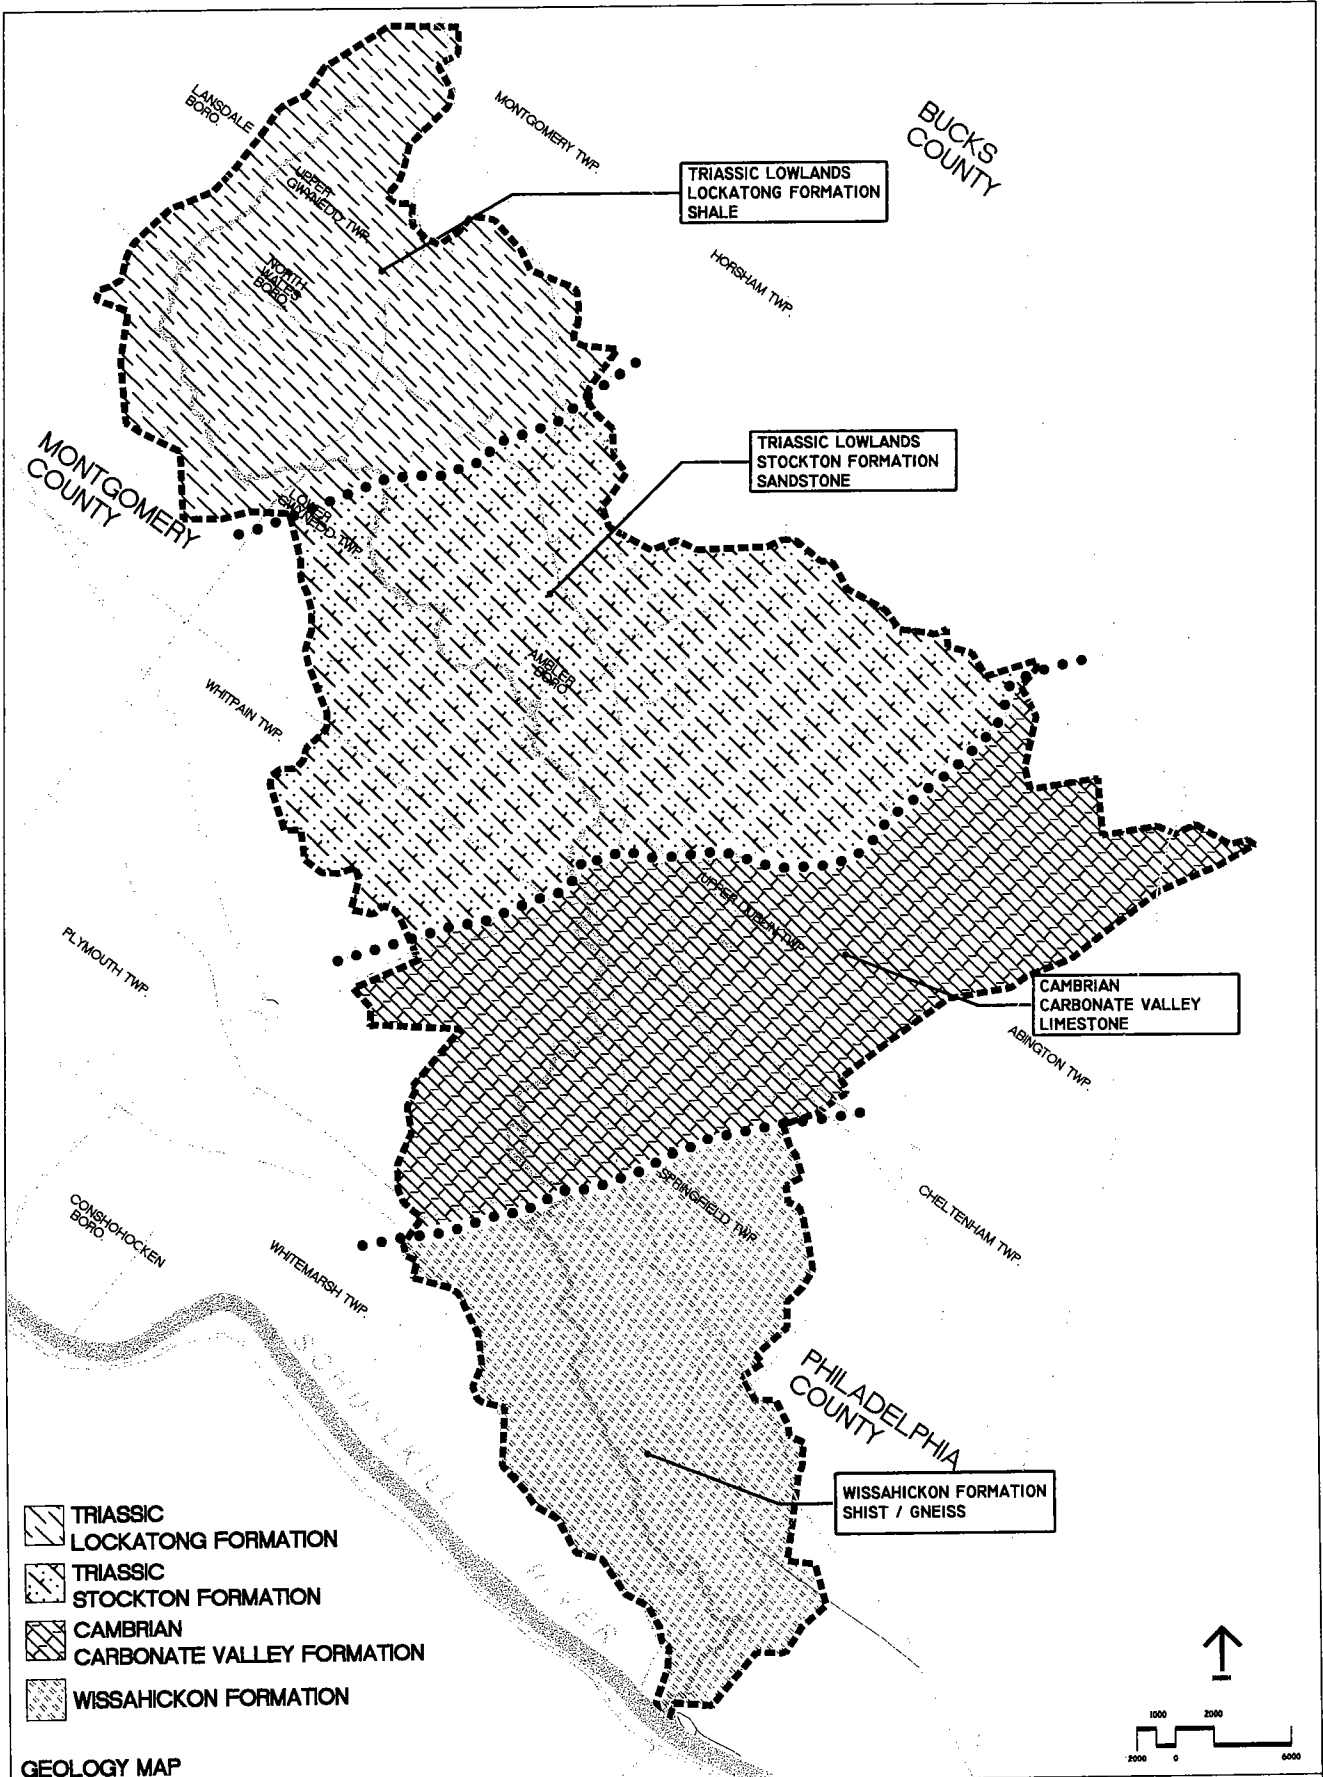 LANSDALE
BORO.
MONTGOMERY TWP.
BUCKS
COUNTY
UPPER
GWYNEDD TWP.
TRIASSIC LOWLANDS
LOCKATONG FORMATION
SHALE
NORTH
WALES
BORO.
HORSHAM TWP.
MONTGOMERY
COUNTY
TRIASSIC LOWLANDS
STOCKTON FORMATION
SANDSTONE
LOWER
GWYNEDD TWP.
AMBLER
BORO.
WHITPAIN TWP.
UPPER DUBLIN TWP.
PLYMOUTH TWP.
CAMBRIAN
CARBONATE VALLEY
LIMESTONE
ABINGTON TWP.
SPRINGFIELD TWP.
CHELTENHAM TWP.
CONSHOHOCKEN
BORO.
WHITEMARSH TWP.
SCHUYLKILL RIVER
PHILADELPHIA
COUNTY
WISSAHICKON FORMATION
SHIST / GNEISS
TRIASSIC
LOCKATONG FORMATION
TRIASSIC
STOCKTON FORMATION
CAMBRIAN
CARBONATE VALLEY FORMATION
WISSAHICKON FORMATION
GEOLOGY MAP
1000 2000
2000 0 6000